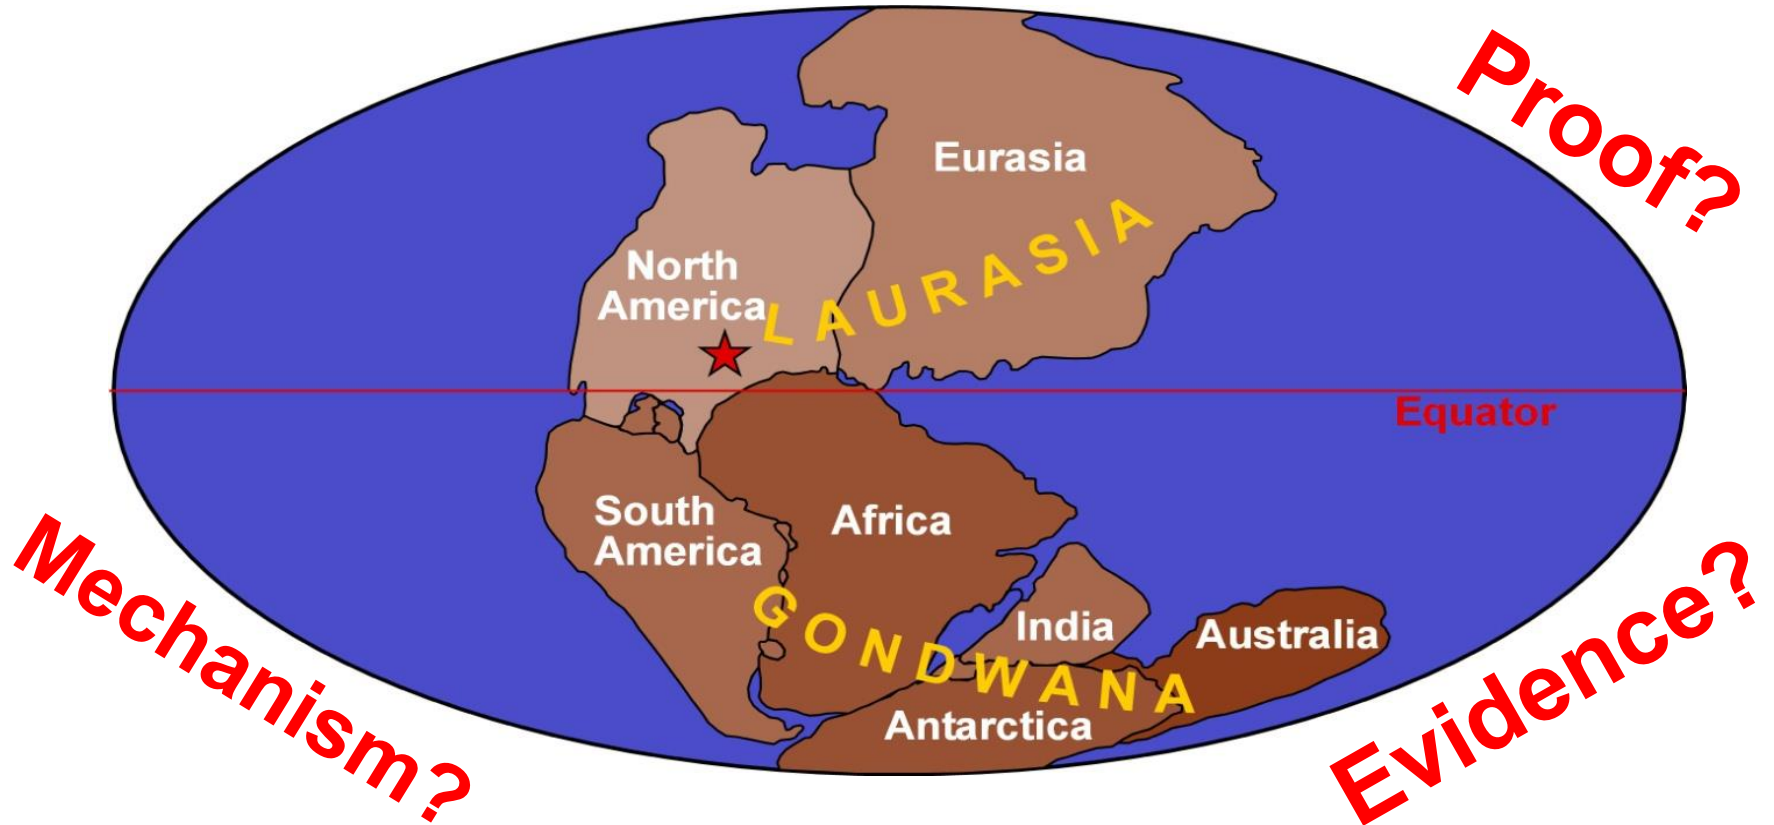 Proof?
Eurasia
LAURASIA
North
America
Equator
South
America
Africa
GONDWANA
India
Australia
Antarctica
Mechanism?
Evidence?